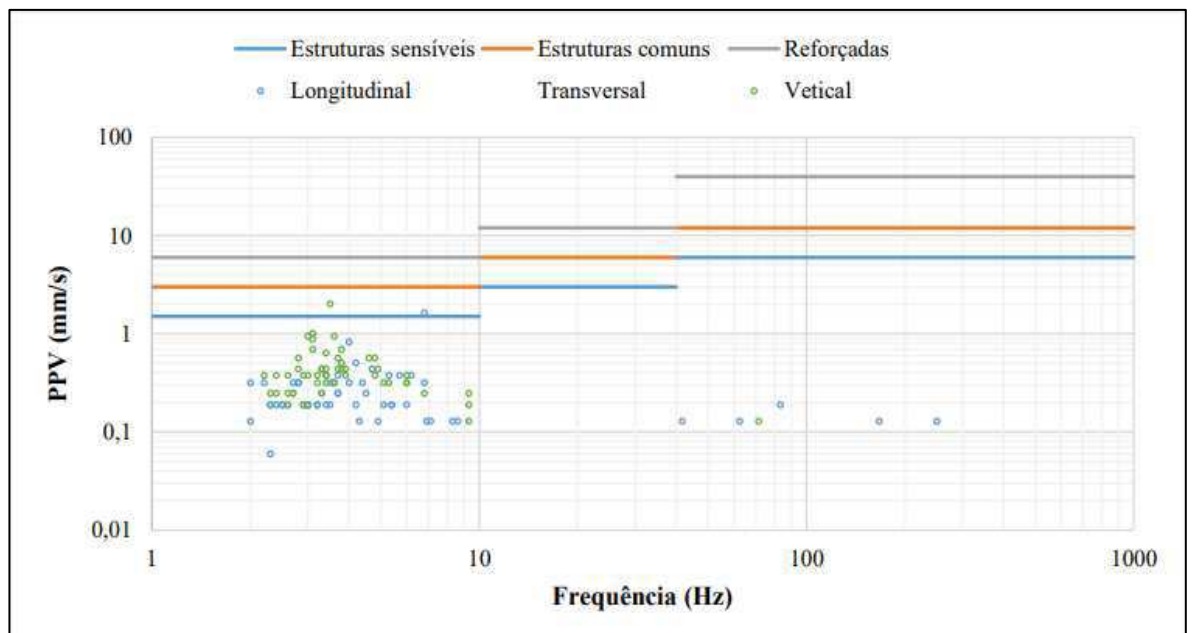 Estruturas sensíveis Estruturas comuns Reforçadas
Longitudinal Transversal Vetical
100
10
1
0,1
0,01
PPV (mm/s)
1 10 100 1000
Frequência (Hz)